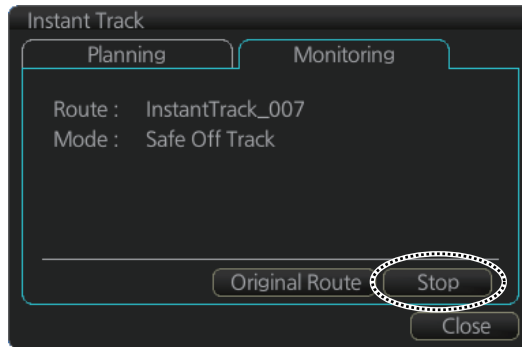 Instant Track
Planning
Monitoring
Route : InstantTrack_007
Mode : Safe Off Track
Original Route
Stop
Close